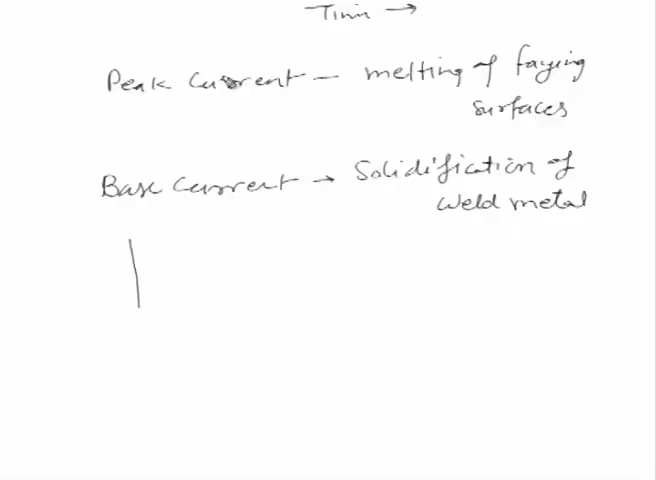 Time →
Peak Current – melting of faying
surfaces
Base Current → Solidification of
weld metal